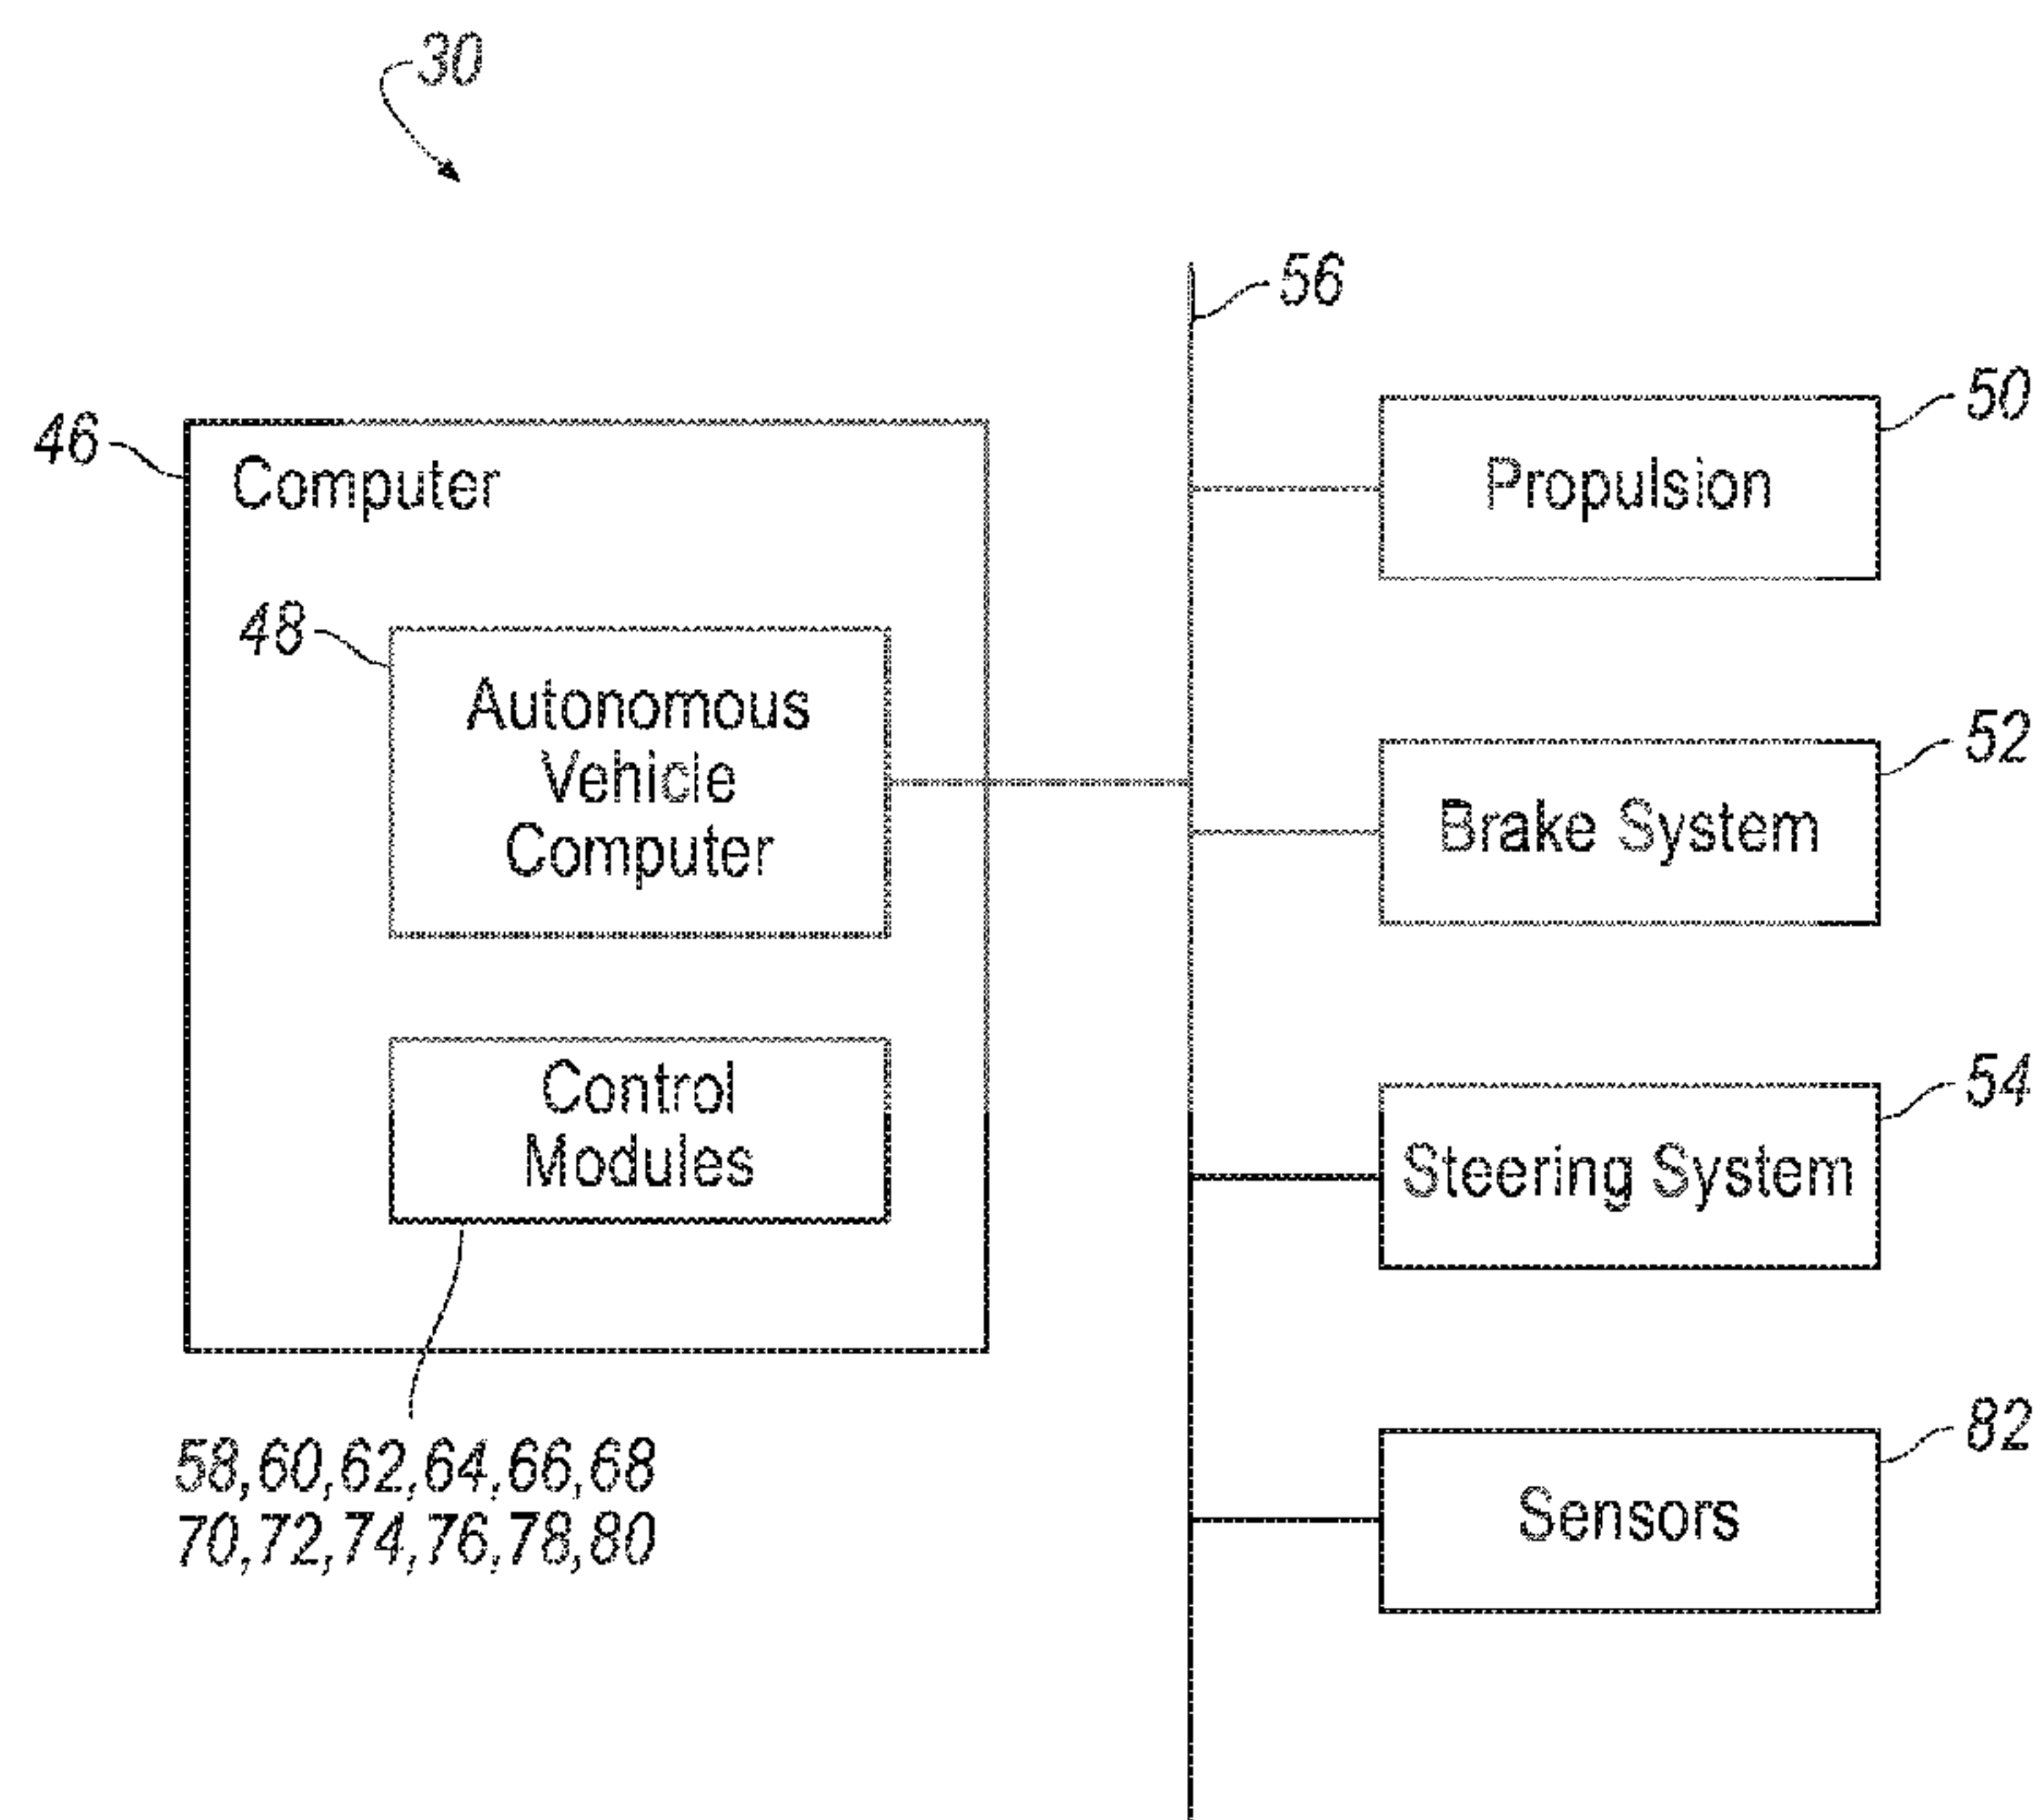 30
56
46
Computer
50
Propulsion
48
Autonomous
Vehicle
Computer
52
Brake System
Control
Modules
54
Steering System
58,60,62,64,66,68
70,72,74,76,78,80
82
Sensors